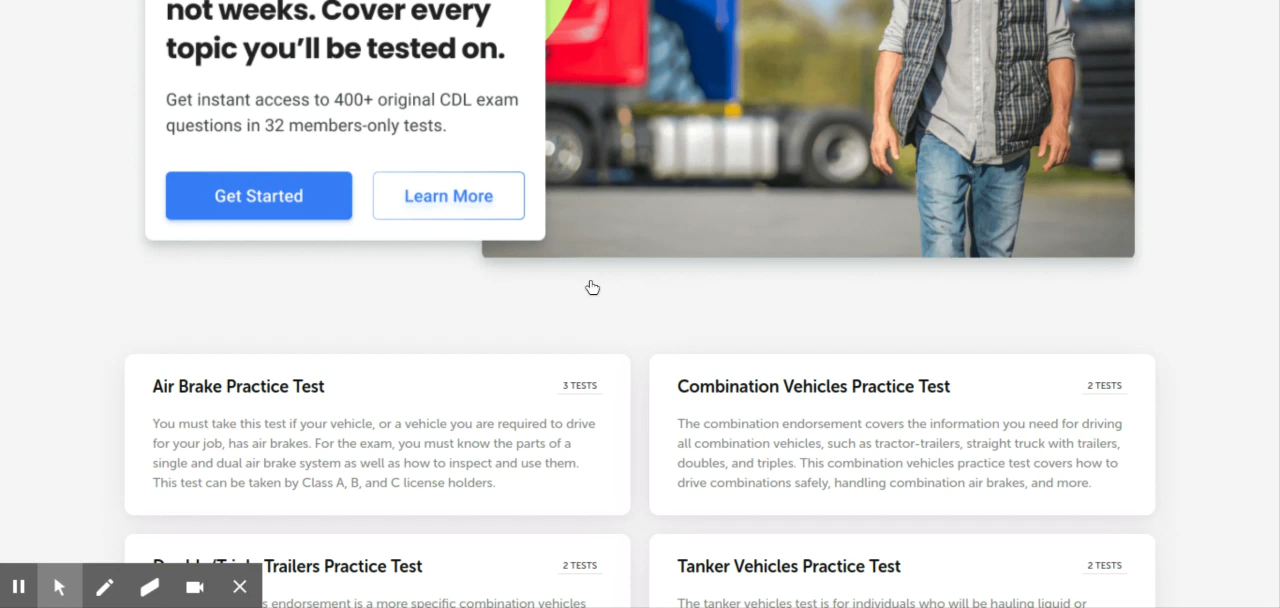 not weeks. Cover every
topic you’ll be tested on.
Get instant access to 400+ original CDL exam
questions in 32 members-only tests.
Get Started
Learn More
Air Brake Practice Test
3 TESTS
You must take this test if your vehicle, or a vehicle you are required to drive
for your job, has air brakes. For the exam, you must know the parts of a
single and dual air brake system as well as how to inspect and use them.
This test can be taken by Class A, B, and C license holders.
Combination Vehicles Practice Test
2 TESTS
The combination endorsement covers the information you need for driving
all combination vehicles, such as tractor-trailers, straight truck with trailers,
doubles, and triples. This combination vehicles practice test covers how to
drive combinations safely, handling combination air brakes, and more.
Trailers Practice Test
2 TESTS
s endorsement is a more specific combination vehicles
Tanker Vehicles Practice Test
2 TESTS
The tanker vehicles test is for individuals who will be hauling liquid or